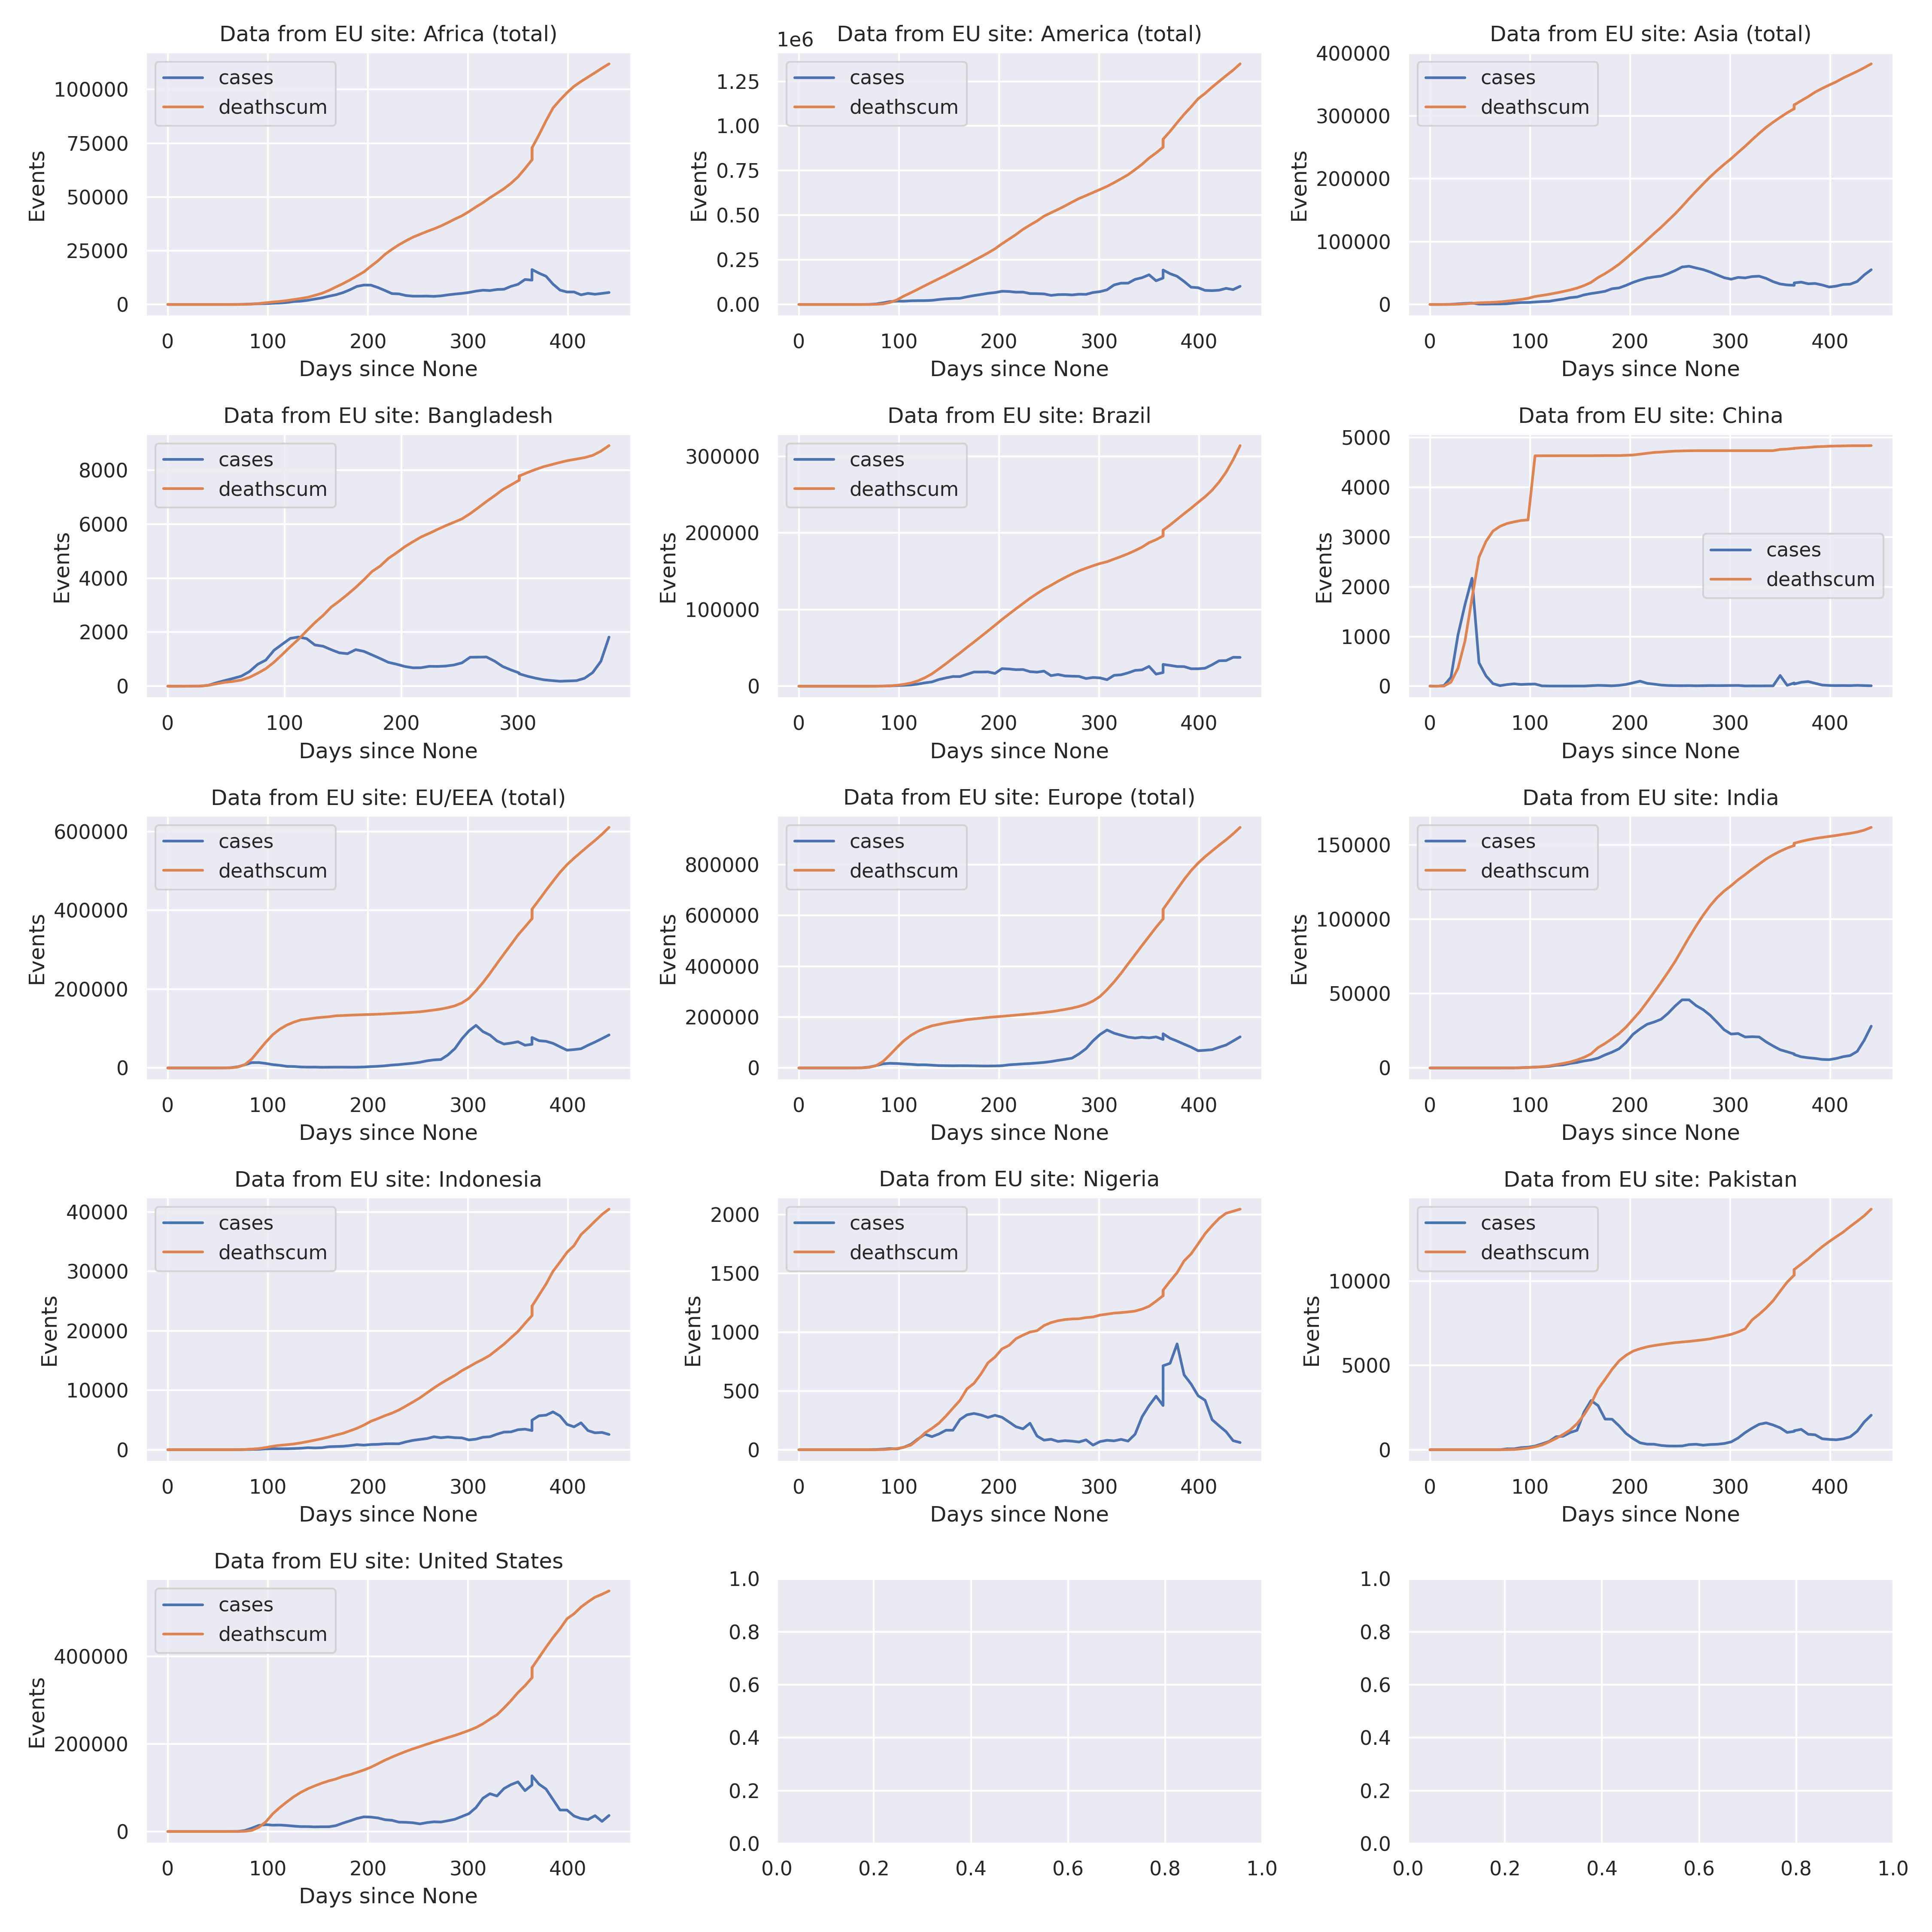 Data from EU site: Africa (total)
cases
deathscum
Events
100000
75000
50000
25000
0
0 100 200 300 400
Days since None
Data from EU site: America (total)
1e6
cases
deathscum
Events
1.25
1.00
0.75
0.50
0.25
0.00
0 100 200 300 400
Days since None
Data from EU site: Asia (total)
cases
deathscum
Events
400000
300000
200000
100000
0
0 100 200 300 400
Days since None
Data from EU site: Bangladesh
cases
deathscum
Events
8000
6000
4000
2000
0
0 100 200 300
Days since None
Data from EU site: Brazil
cases
deathscum
Events
300000
200000
100000
0
0 100 200 300 400
Days since None
Data from EU site: China
cases
deathscum
Events
5000
4000
3000
2000
1000
0
0 100 200 300 400
Days since None
Data from EU site: EU/EEA (total)
cases
deathscum
Events
600000
400000
200000
0
0 100 200 300 400
Days since None
Data from EU site: Europe (total)
cases
deathscum
Events
800000
600000
400000
200000
0
0 100 200 300 400
Days since None
Data from EU site: India
cases
deathscum
Events
150000
100000
50000
0
0 100 200 300 400
Days since None
Data from EU site: Indonesia
cases
deathscum
Events
40000
30000
20000
10000
0
0 100 200 300 400
Days since None
Data from EU site: Nigeria
cases
deathscum
Events
2000
1500
1000
500
0
0 100 200 300 400
Days since None
Data from EU site: Pakistan
cases
deathscum
Events
10000
5000
0
0 100 200 300 400
Days since None
Data from EU site: United States
cases
deathscum
Events
400000
200000
0
0 100 200 300 400
Days since None
1.0
0.8
0.6
0.4
0.2
0.0
0.0 0.2 0.4 0.6 0.8 1.0
1.0
0.8
0.6
0.4
0.2
0.0
0.0 0.2 0.4 0.6 0.8 1.0